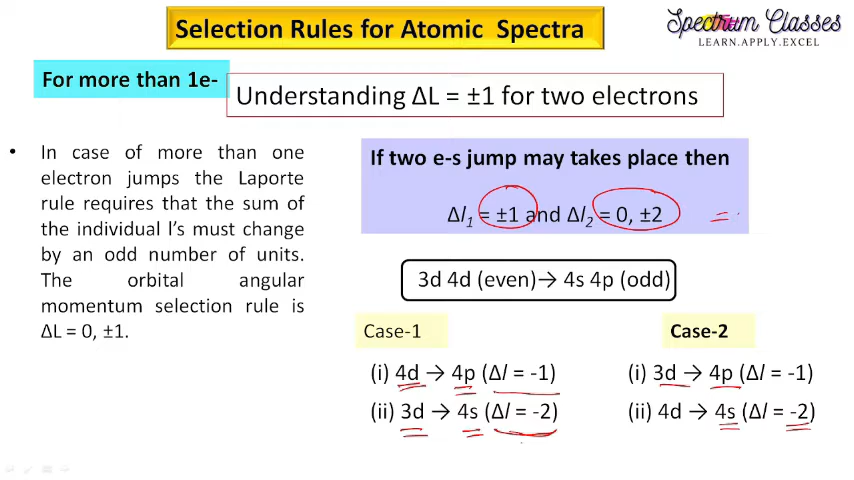 Selection Rules for Atomic Spectra
Spectrum Classes
LEARN.APPLY.EXCEL
For more than 1e-
Understanding ΔL = ±1 for two electrons
• In case of more than one
electron jumps the Laporte
rule requires that the sum of
the individual l's must change
by an odd number of units.
The orbital angular
momentum selection rule is
ΔL = 0, ±1.
If two e-s jump may takes place then
Δl₁ = ±1 and Δl₂ = 0, ±2 =
3d 4d (even)→ 4s 4p (odd)
Case-1
(i) 4d → 4p (Δl = -1)
(ii) 3d → 4s (Δl = -2)
Case-2
(i) 3d → 4p (Δl = -1)
(ii) 4d → 4s (Δl = -2)